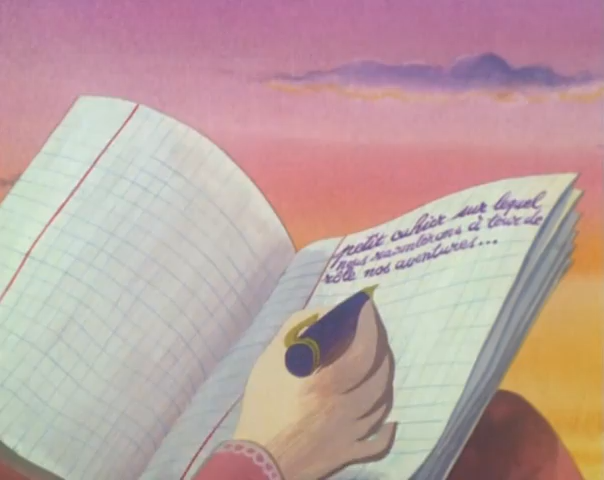 petit cahier sur lequel
nous raconterons à tour de
rôle nos aventures...